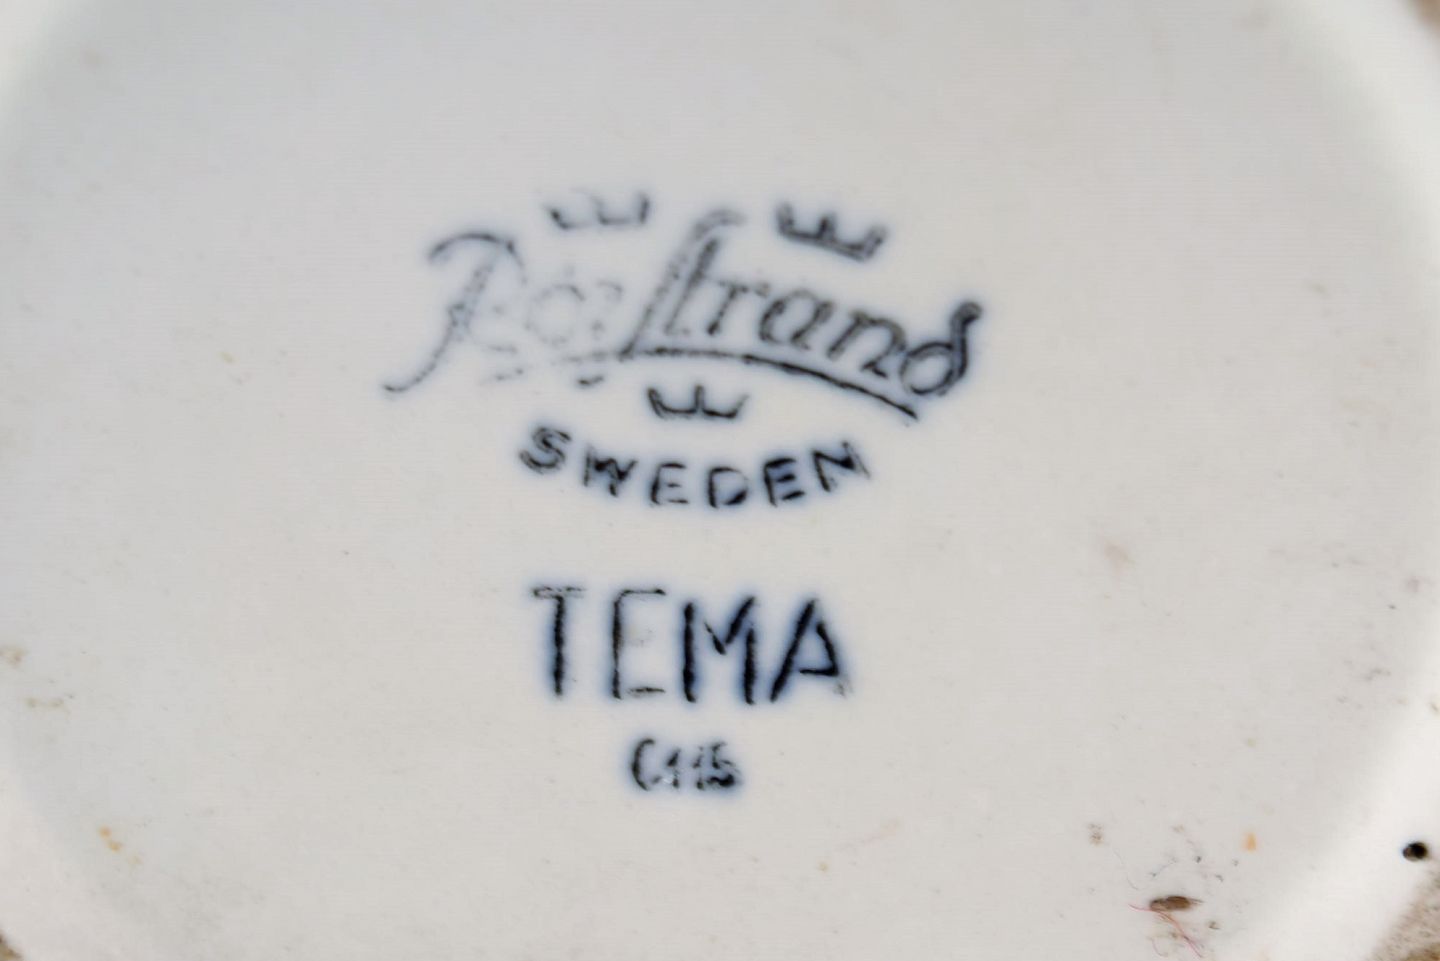 Rörstrand
SWEDEN
TEMA
C115